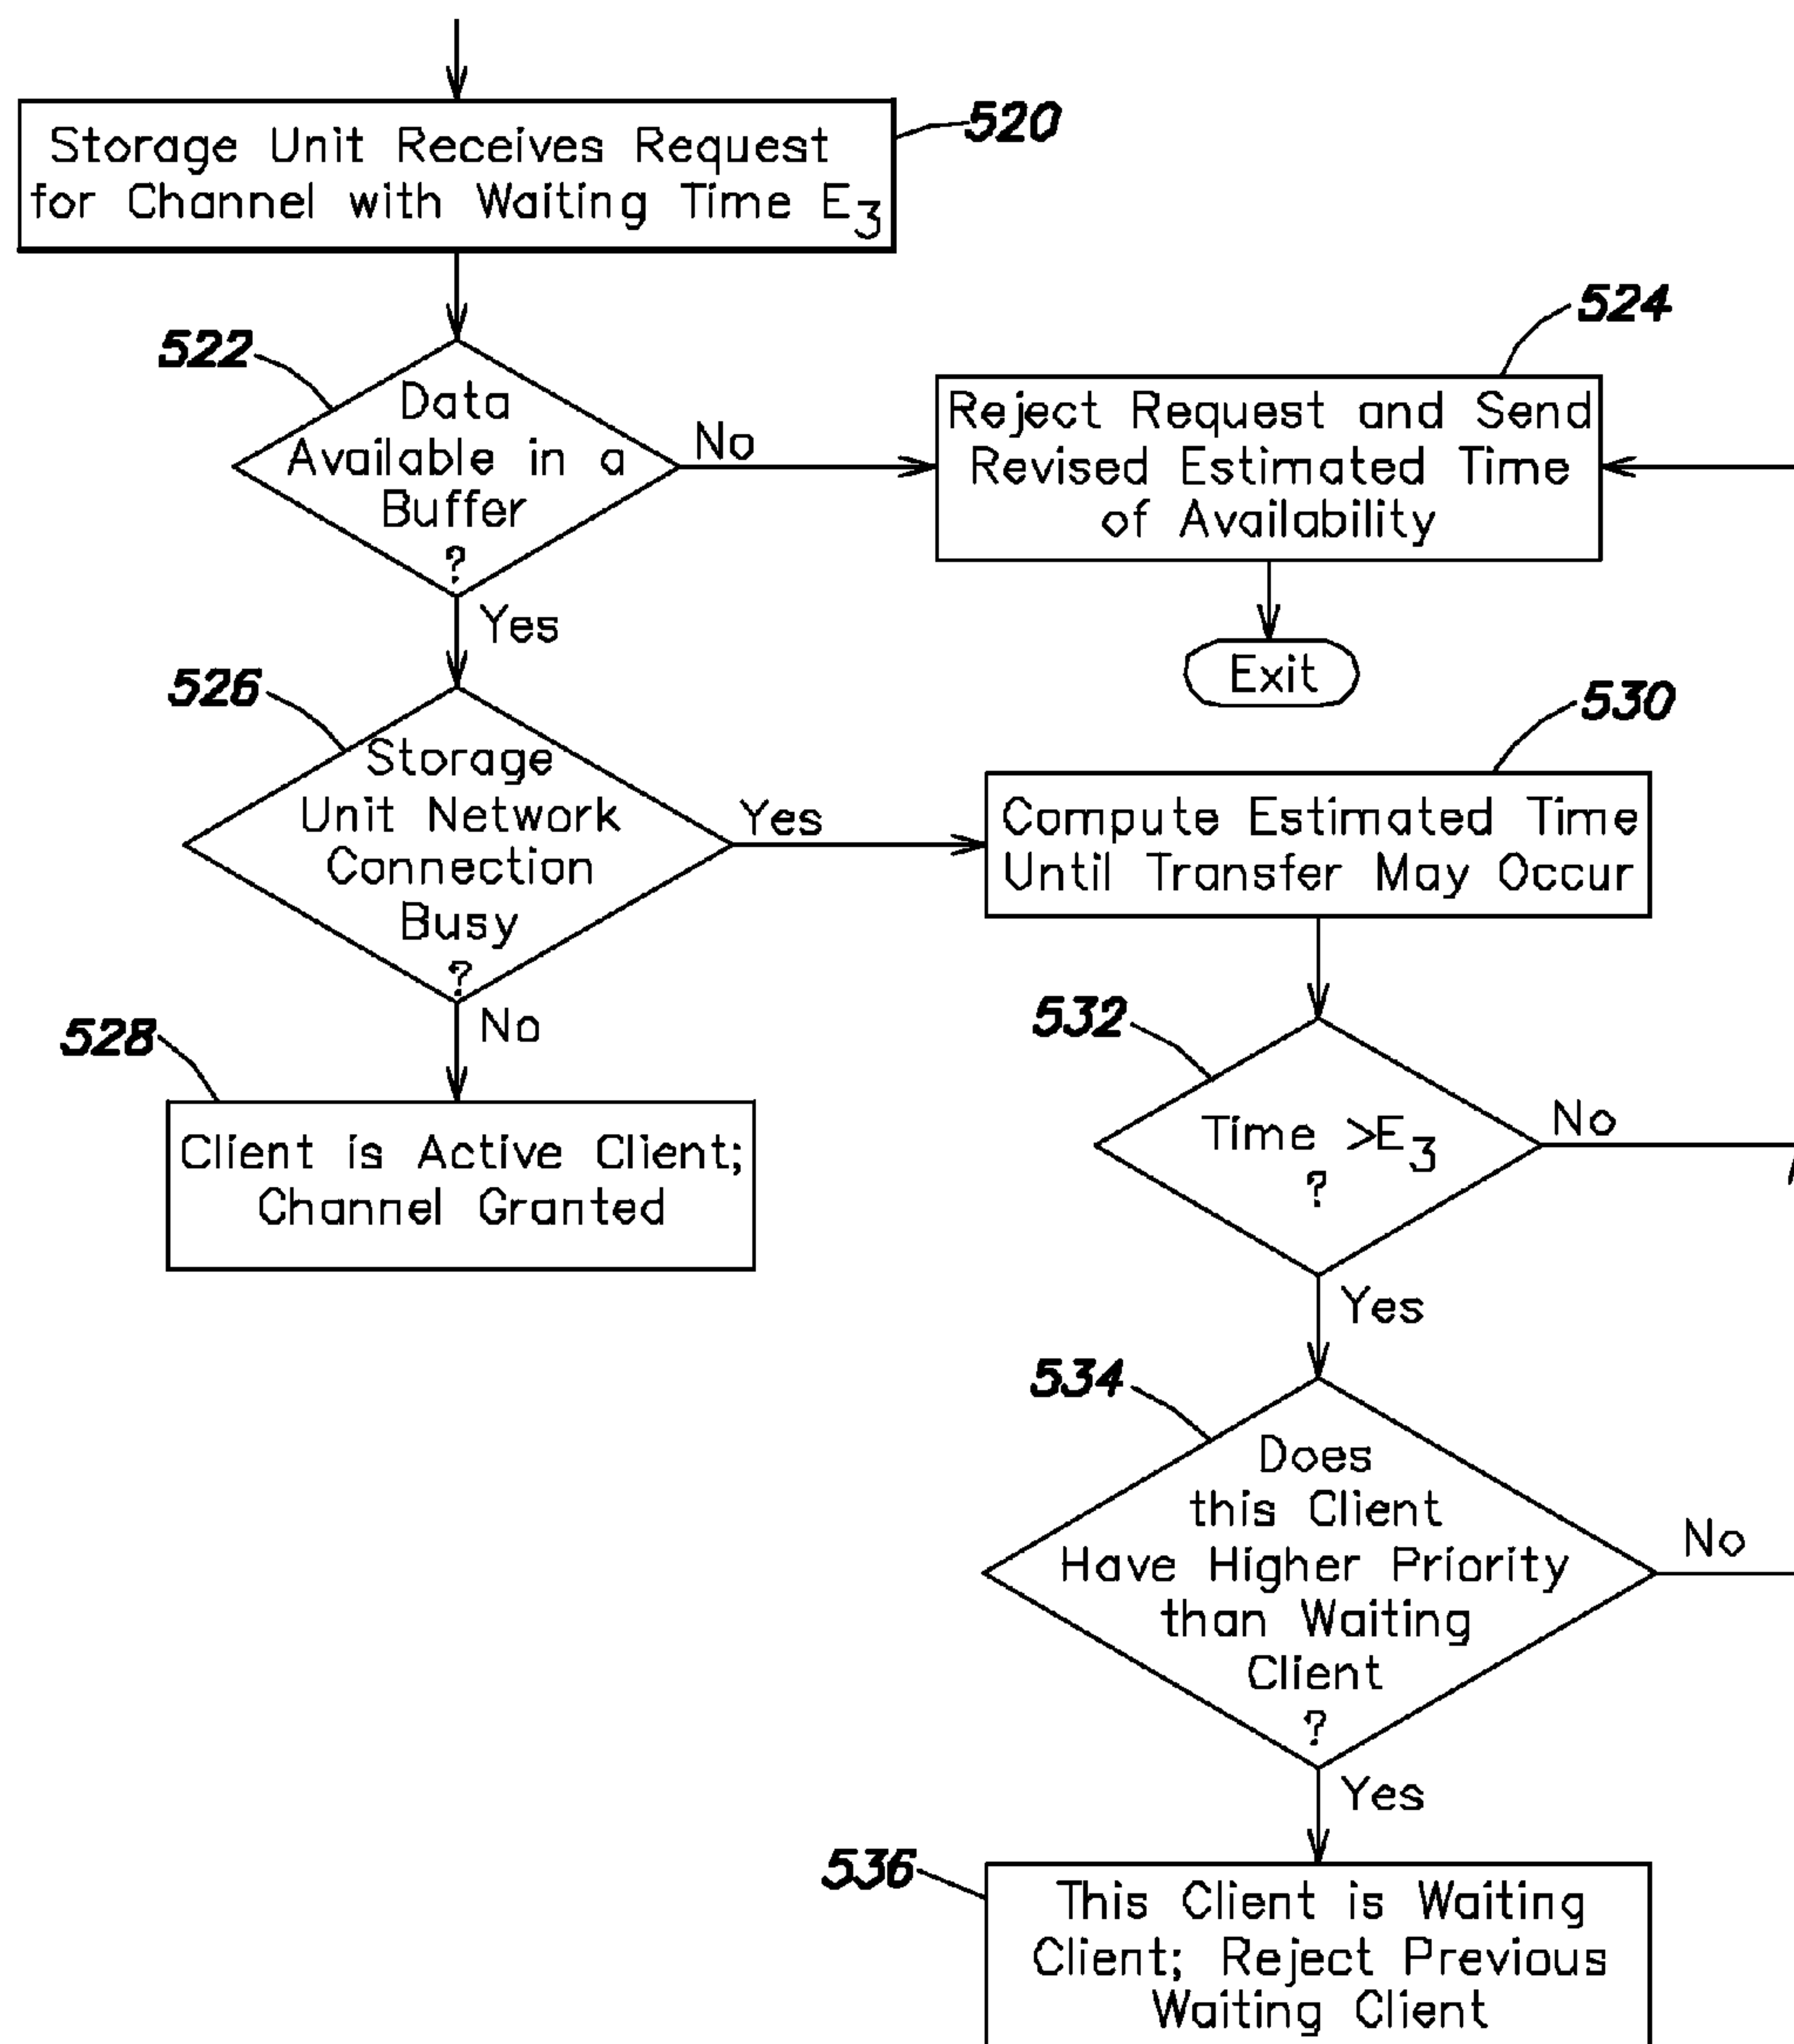 520
Storage Unit Receives Request
for Channel with Waiting Time E3
522
Data
Available in a
Buffer
?
No
Yes
524
Reject Request and Send
Revised Estimated Time
of Availability
Exit
526
Storage
Unit Network
Connection
Busy
?
Yes
No
528
Client is Active Client;
Channel Granted
530
Compute Estimated Time
Until Transfer May Occur
532
Time >E3
?
No
Yes
534
Does
this Client
Have Higher Priority
than Waiting
Client
?
No
Yes
536
This Client is Waiting
Client; Reject Previous
Waiting Client